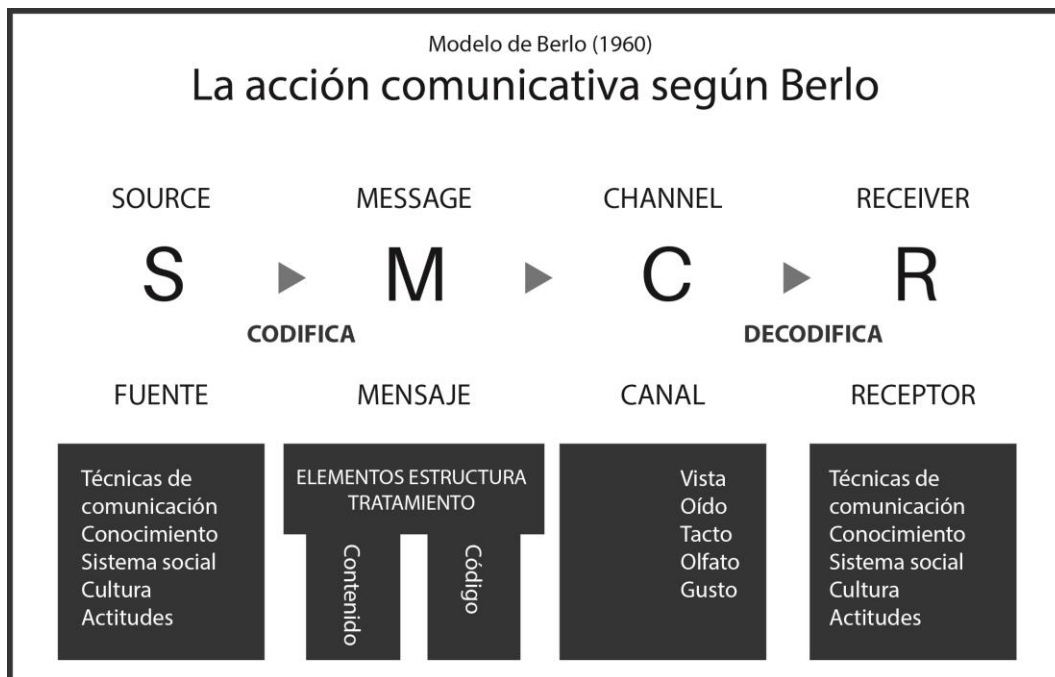 Modelo de Berlo (1960)
La acción comunicativa según Berlo
SOURCE
MESSAGE
CHANNEL
RECEIVER
S
M
C
R
CODIFICA
DECODIFICA
FUENTE
MENSAJE
CANAL
RECEPTOR
Técnicas de
comunicación
Conocimiento
Sistema social
Cultura
Actitudes
ELEMENTOS ESTRUCTURA
TRATAMIENTO
Contenido
Código
Vista
Oído
Tacto
Olfato
Gusto
Técnicas de
comunicación
Conocimiento
Sistema social
Cultura
Actitudes